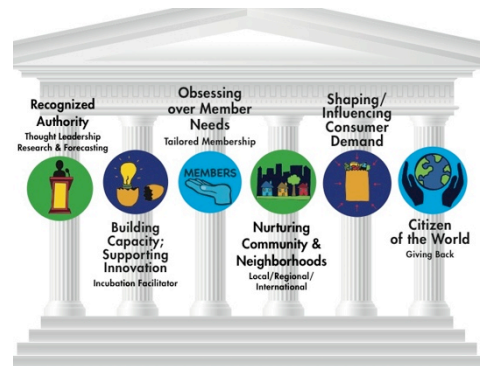 Recognized
Authority
Thought Leadership
Research & Forecasting
Building
Capacity;
Supporting
Innovation
Incubation Facilitator
Obsessing
over Member
Needs
Tailored Membership
MEMBERS
Nurturing
Community &
Neighborhoods
Local/Regional/
International
Shaping/
Influencing
Consumer
Demand
Citizen
of the World
Giving Back